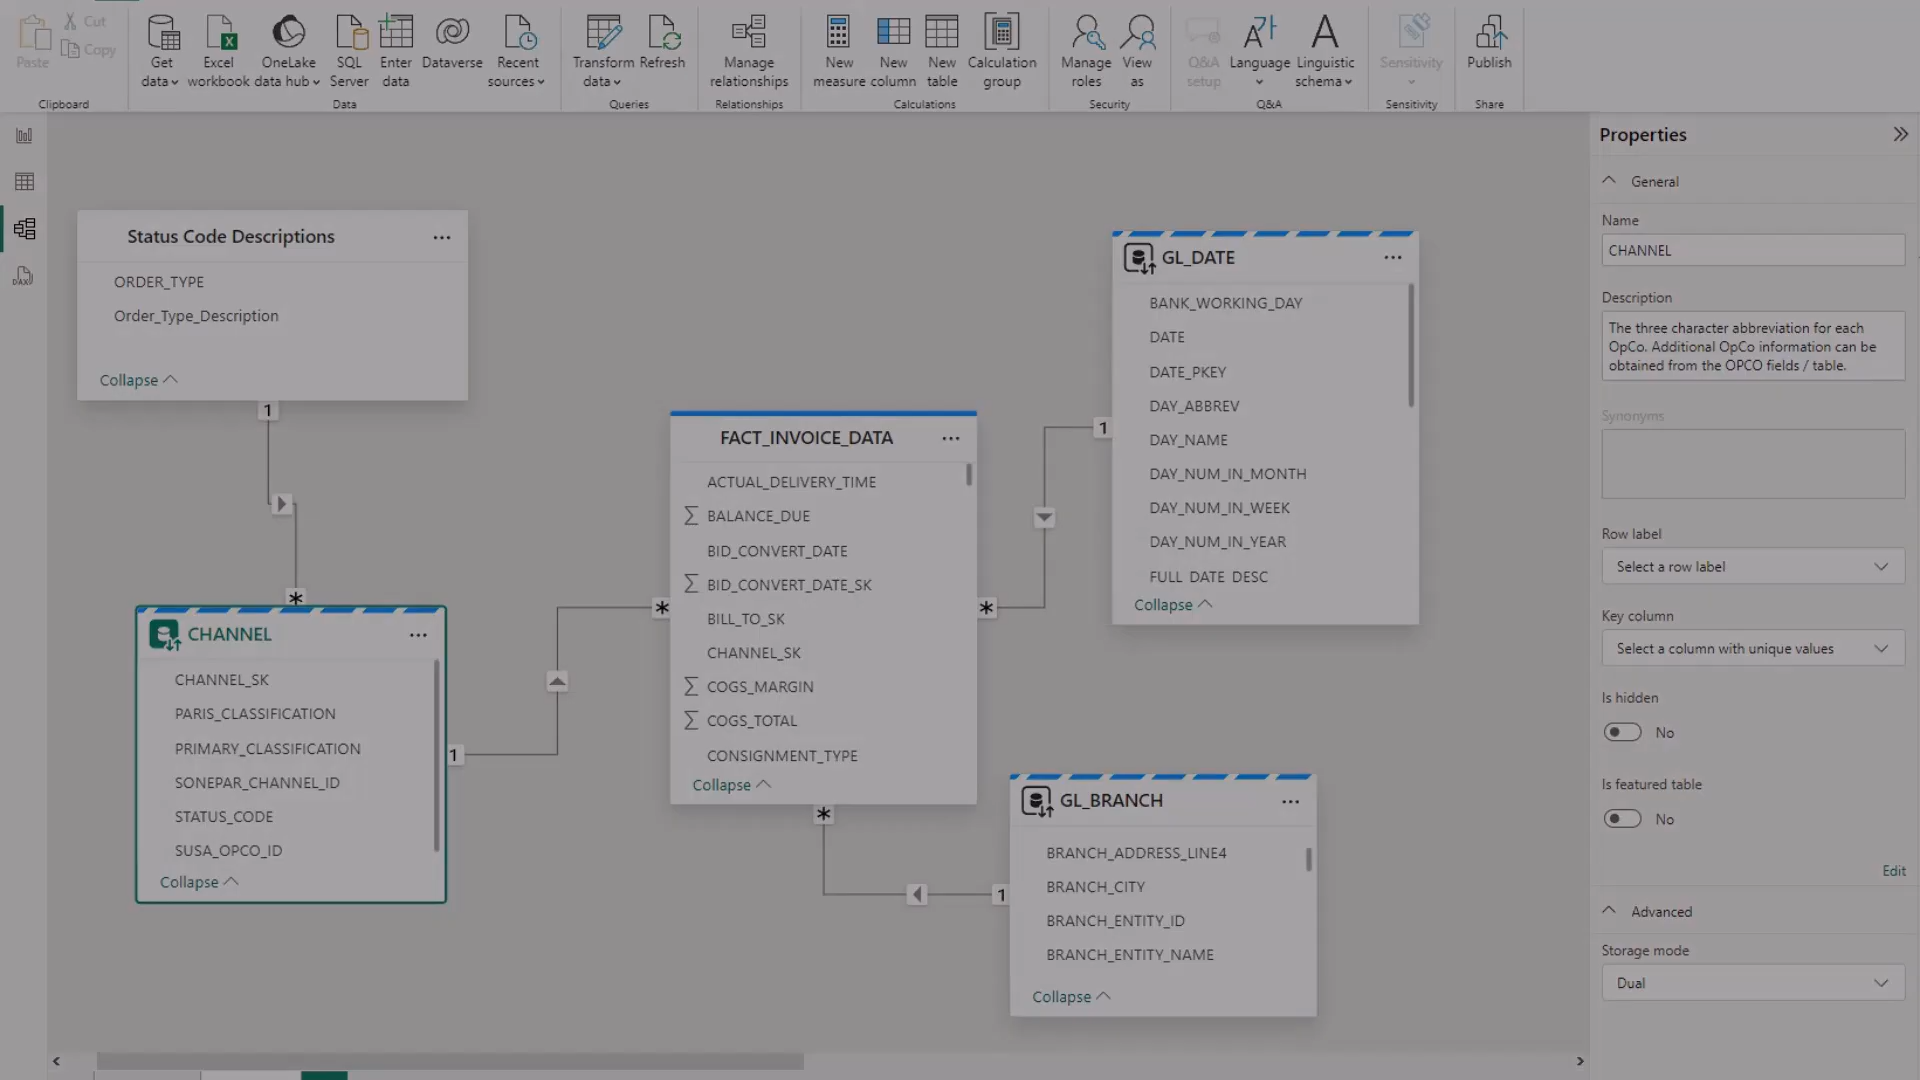 Paste
Cut
Copy
Clipboard
Get
data
Excel
workbook
OneLake
data hub
SQL
Server
Enter
data
Dataverse
Recent
sources
Data
Transform
data
Refresh
Queries
Manage
relationships
Relationships
New
measure
New
column
New
table
Calculation
group
Calculations
Manage
roles
View
as
Security
Q&A
setup
Language
Linguistic
schema
Q&A
Sensitivity
Sensitivity
Publish
Share
DAX
Status Code Descriptions
ORDER_TYPE
Order_Type_Description
Collapse
1
*
CHANNEL
CHANNEL_SK
PARIS_CLASSIFICATION
PRIMARY_CLASSIFICATION
SONEPAR_CHANNEL_ID
STATUS_CODE
SUSA_OPCO_ID
Collapse
1
*
FACT_INVOICE_DATA
ACTUAL_DELIVERY_TIME
∑ BALANCE_DUE
BID_CONVERT_DATE
∑ BID_CONVERT_DATE_SK
BILL_TO_SK
CHANNEL_SK
∑ COGS_MARGIN
∑ COGS_TOTAL
CONSIGNMENT_TYPE
Collapse
*
*
1
GL_DATE
BANK_WORKING_DAY
DATE
DATE_PKEY
DAY_ABBREV
DAY_NAME
DAY_NUM_IN_MONTH
DAY_NUM_IN_WEEK
DAY_NUM_IN_YEAR
FULL_DATE_DESC
Collapse
1
GL_BRANCH
BRANCH_ADDRESS_LINE4
BRANCH_CITY
BRANCH_ENTITY_ID
BRANCH_ENTITY_NAME
Collapse
Properties
General
Name
CHANNEL
Description
The three character abbreviation for each
OpCo. Additional OpCo information can be
obtained from the OPCO fields / table.
Synonyms
Row label
Select a row label
Key column
Select a column with unique values
Is hidden
No
Is featured table
No
Edit
Advanced
Storage mode
Dual